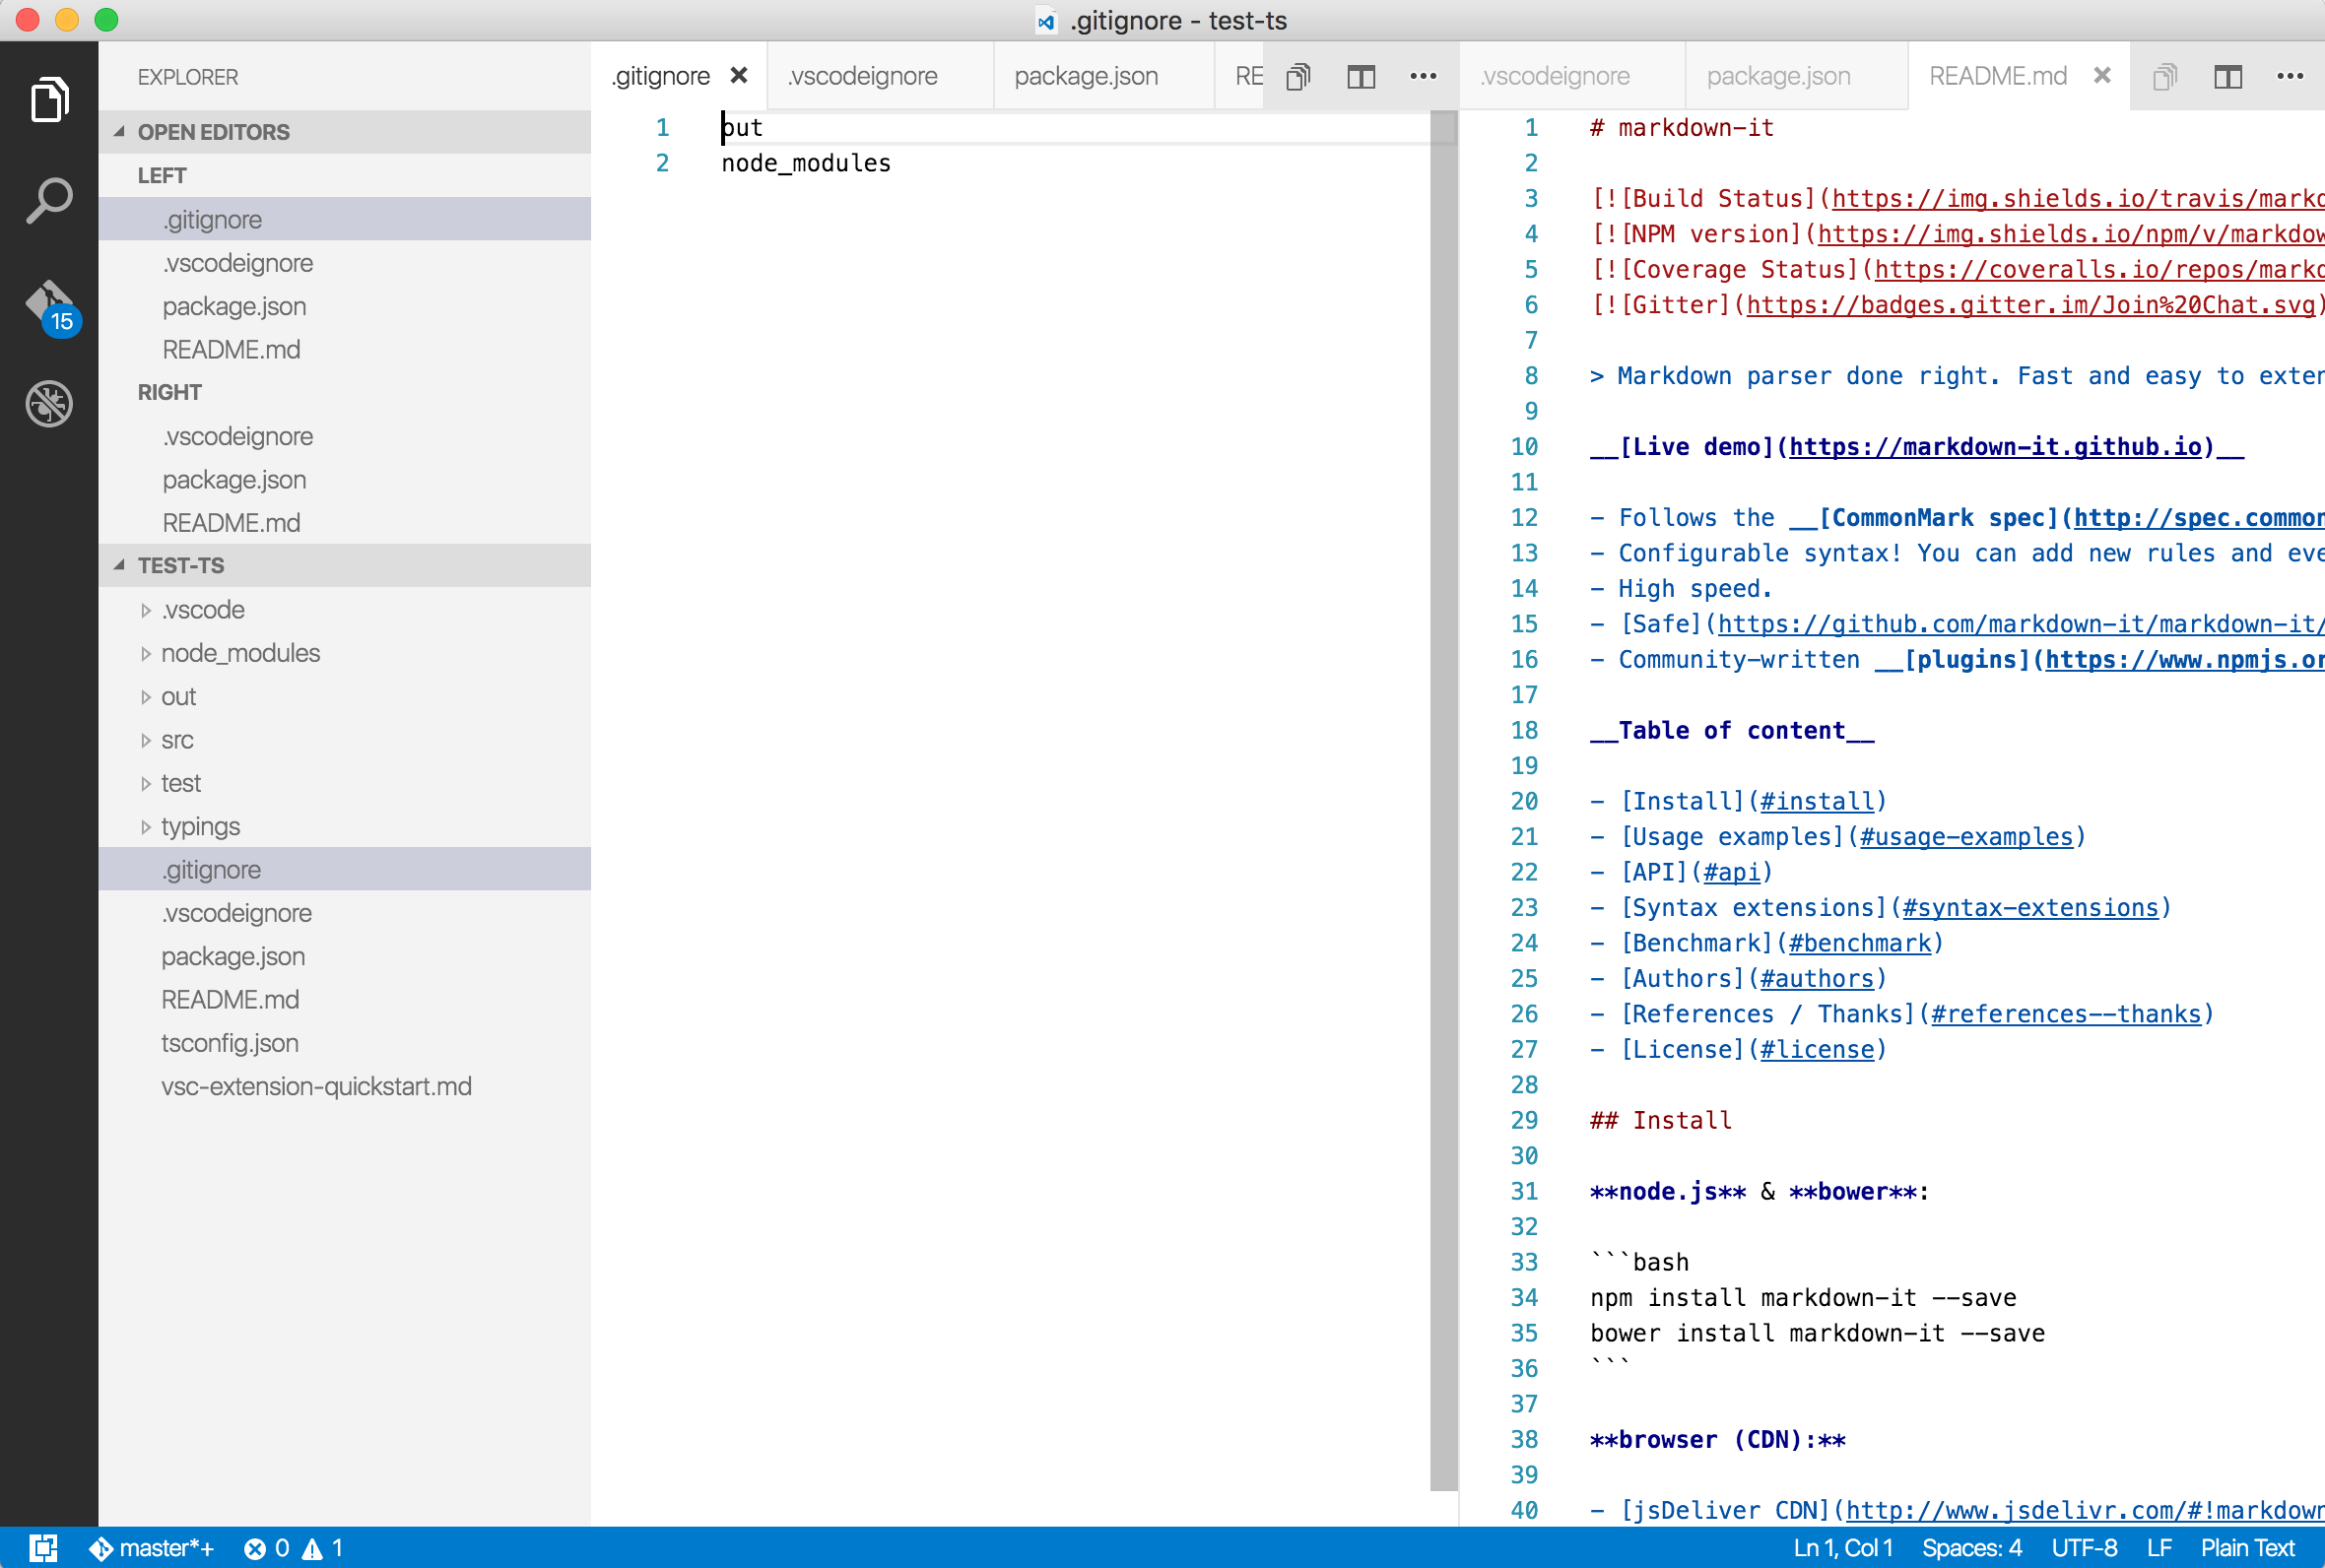 .gitignore - test-ts
EXPLORER
OPEN EDITORS
LEFT
.gitignore
.vscodeignore
package.json
README.md
RIGHT
.vscodeignore
package.json
README.md
TEST-TS
.vscode
node_modules
out
src
test
typings
.gitignore
.vscodeignore
package.json
README.md
tsconfig.json
vsc-extension-quickstart.md
15
.gitignore .vscodeignore package.json RE
1 out
2 node_modules
.vscodeignore package.json README.md
1 # markdown-it
2
3 [![Build Status](https://img.shields.io/travis/markd
4 [![NPM version](https://img.shields.io/npm/v/markdow
5 [![Coverage Status](https://coveralls.io/repos/markd
6 [![Gitter](https://badges.gitter.im/Join%20Chat.svg)
7
8 > Markdown parser done right. Fast and easy to exten
9
10 __[Live demo](https://markdown-it.github.io)__
11
12 - Follows the __[CommonMark spec](http://spec.common
13 - Configurable syntax! You can add new rules and eve
14 - High speed.
15 - [Safe](https://github.com/markdown-it/markdown-it/
16 - Community-written __[plugins](https://www.npmjs.or
17
18 __Table of content__
19
20 - [Install](#install)
21 - [Usage examples](#usage-examples)
22 - [API](#api)
23 - [Syntax extensions](#syntax-extensions)
24 - [Benchmark](#benchmark)
25 - [Authors](#authors)
26 - [References / Thanks](#references--thanks)
27 - [License](#license)
28
29 ## Install
30
31 **node.js** & **bower**:
32
33 ```bash
34 npm install markdown-it --save
35 bower install markdown-it --save
36 ```
37
38 **browser (CDN):**
39
40 - [jsDeliver CDN](http://www.jsdelivr.com/#!markdown
master*+ 0 1 Ln 1, Col 1 Spaces: 4 UTF-8 LF Plain Text